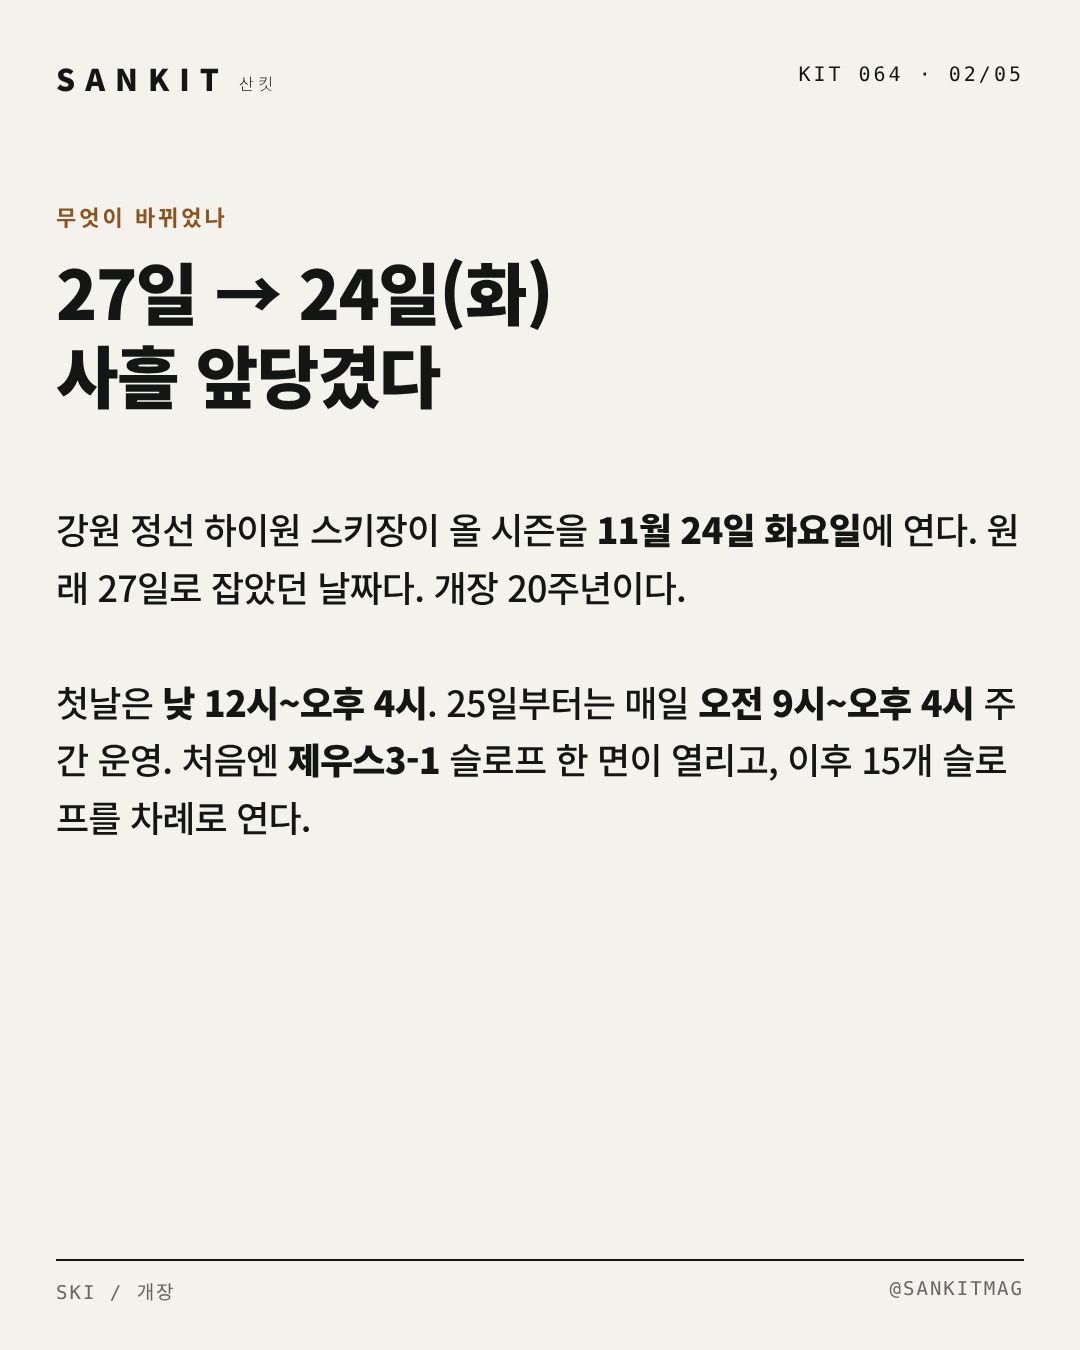 SANKIT 산킷
KIT 064 · 02/05
무엇이 바뀌었나
27일 → 24일(화)
사흘 앞당겼다
강원 정선 하이원 스키장이 올 시즌을 11월 24일 화요일에 연다. 원
래 27일로 잡았던 날짜다. 개장 20주년이다.
첫날은 낮 12시~오후 4시. 25일부터는 매일 오전 9시~오후 4시 주
간 운영. 처음엔 제우스3-1 슬로프 한 면이 열리고, 이후 15개 슬로
프를 차례로 연다.
SKI / 개장
@SANKITMAG